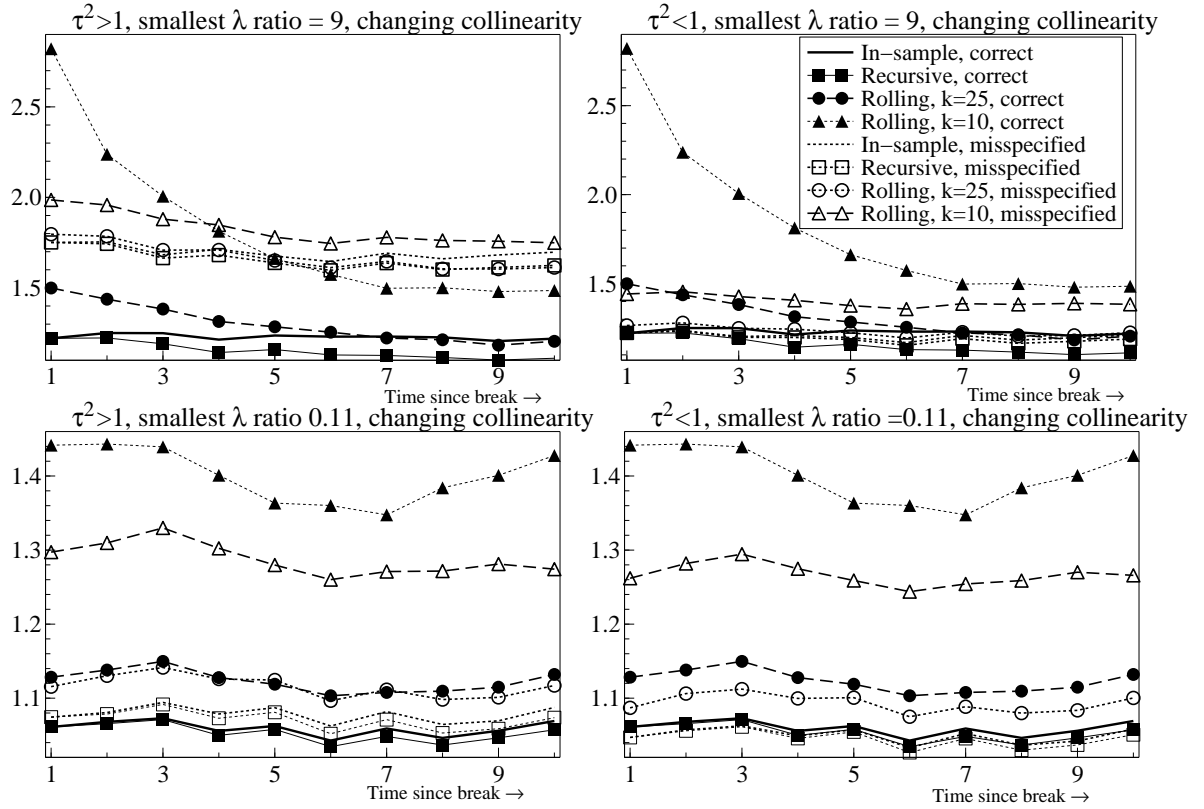 τ²>1, smallest λ ratio = 9, changing collinearity
2.5
2.0
1.5
1 3 5 7 9
Time since break →
τ²<1, smallest λ ratio = 9, changing collinearity
In−sample, correct
Recursive, correct
Rolling, k=25, correct
Rolling, k=10, correct
In−sample, misspecified
Recursive, misspecified
Rolling, k=25, misspecified
Rolling, k=10, misspecified
2.5
2.0
1.5
1 3 5 7 9
Time since break →
τ²>1, smallest λ ratio 0.11, changing collinearity
1.4
1.3
1.2
1.1
1 3 5 7 9
Time since break →
τ²<1, smallest λ ratio =0.11, changing collinearity
1.4
1.3
1.2
1.1
1 3 5 7 9
Time since break →